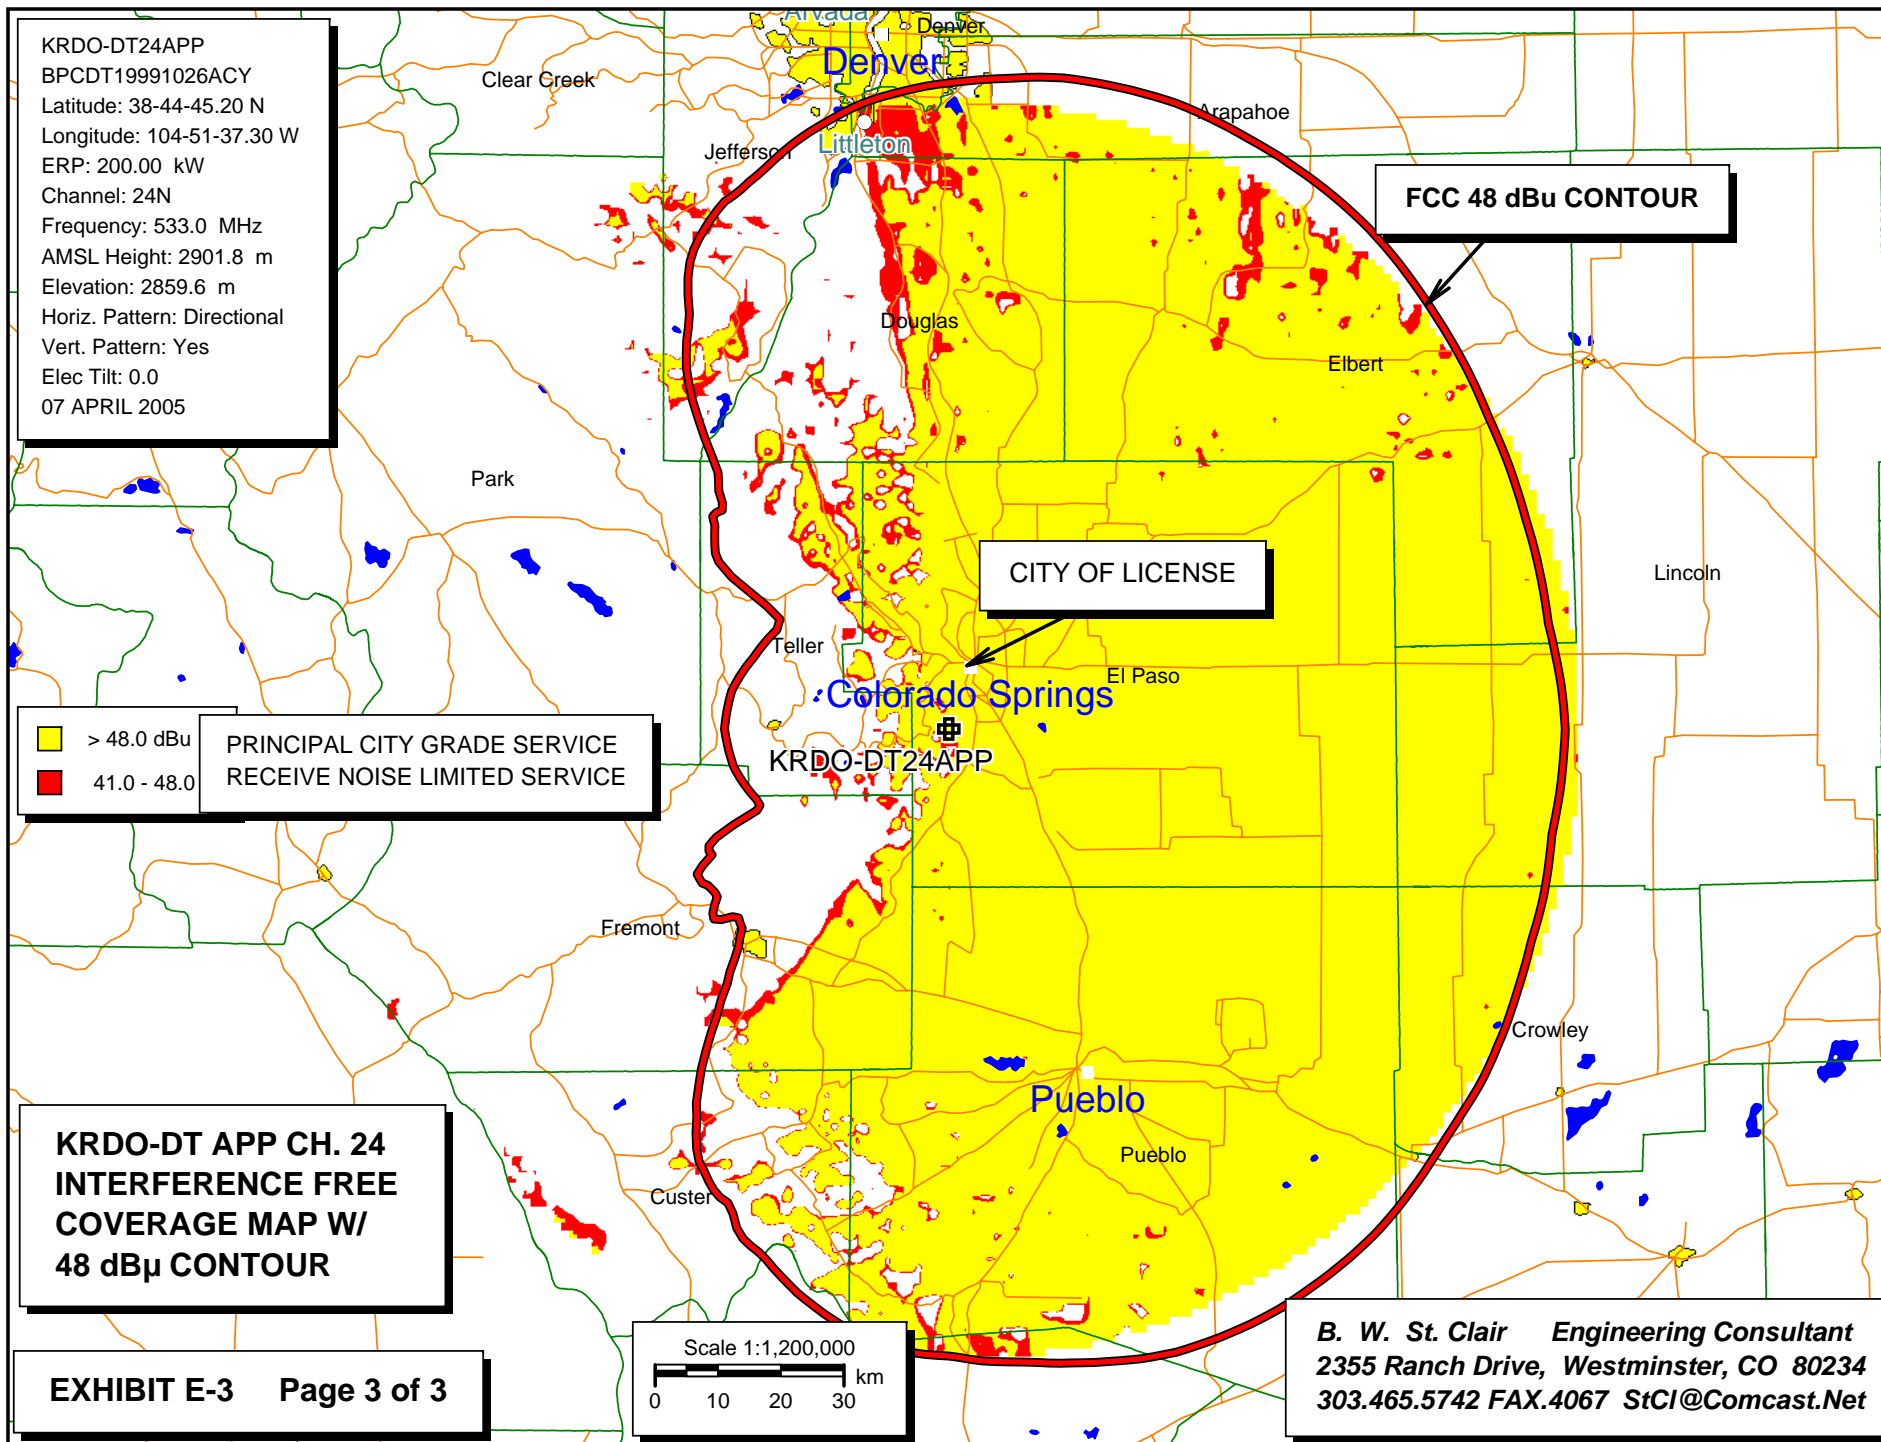 KRDO-DT24APP
BPCDT19991026ACY
Latitude: 38-44-45.20 N
Longitude: 104-51-37.30 W
ERP: 200.00 kW
Channel: 24N
Frequency: 533.0 MHz
AMSL Height: 2901.8 m
Elevation: 2859.6 m
Horiz. Pattern: Directional
Vert. Pattern: Yes
Elec Tilt: 0.0
07 APRIL 2005
Arvada
Denver
Denver
Clear Creek
Arapahoe
Littleton
Jefferson
FCC 48 dBu CONTOUR
Douglas
Elbert
Park
CITY OF LICENSE
Lincoln
Teller
El Paso
Colorado Springs
KRDO-DT24APP
> 48.0 dBu
41.0 - 48.0
PRINCIPAL CITY GRADE SERVICE
RECEIVE NOISE LIMITED SERVICE
Fremont
Crowley
Pueblo
Pueblo
Custer
KRDO-DT APP CH. 24
INTERFERENCE FREE
COVERAGE MAP W/
48 dBµ CONTOUR
EXHIBIT E-3 Page 3 of 3
Scale 1:1,200,000
km
0 10 20 30
B. W. St. Clair Engineering Consultant
2355 Ranch Drive, Westminster, CO 80234
303.465.5742 FAX.4067 StCl@Comcast.Net